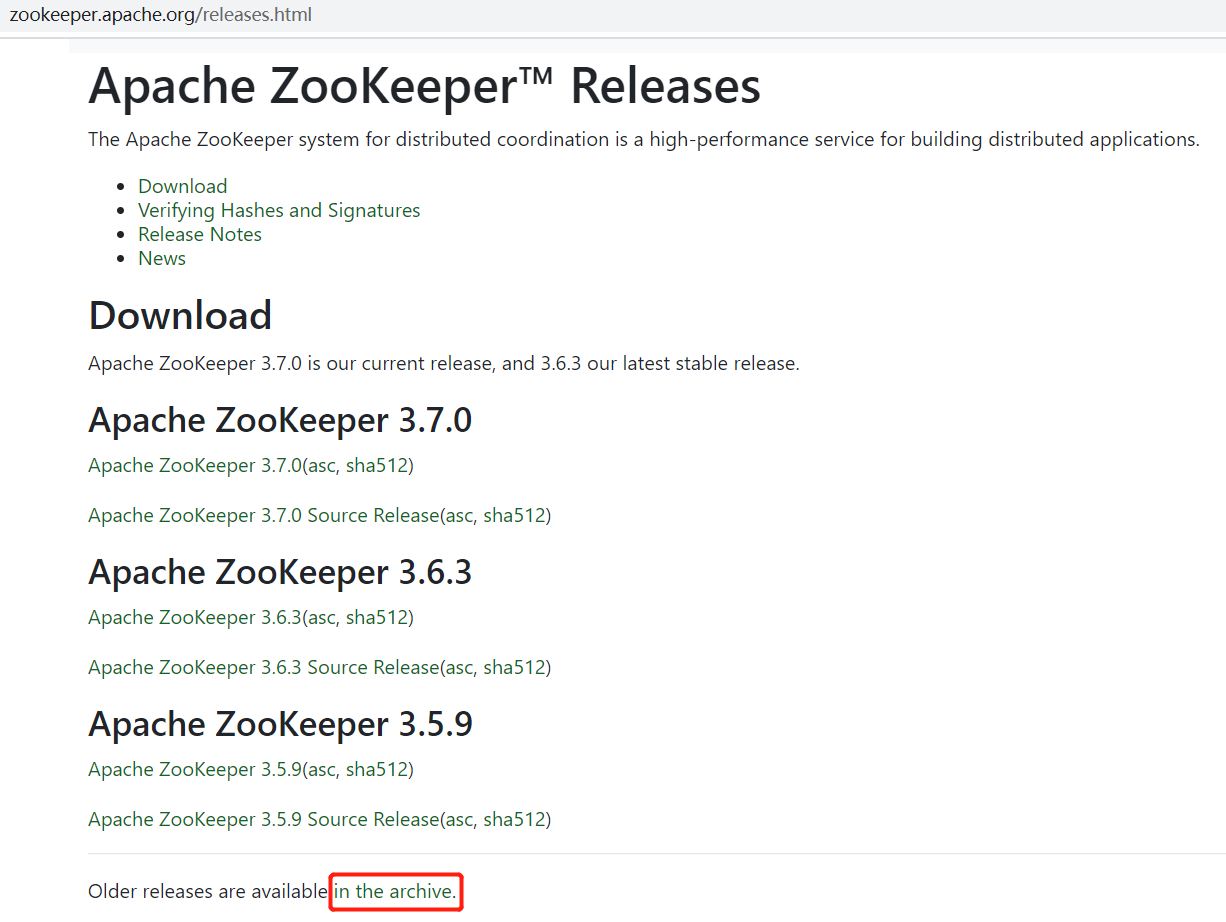 zookeeper.apache.org/releases.html
Apache ZooKeeper™ Releases
The Apache ZooKeeper system for distributed coordination is a high-performance service for building distributed applications.
Download
Verifying Hashes and Signatures
Release Notes
News
Download
Apache ZooKeeper 3.7.0 is our current release, and 3.6.3 our latest stable release.
Apache ZooKeeper 3.7.0
Apache ZooKeeper 3.7.0(asc, sha512)
Apache ZooKeeper 3.7.0 Source Release(asc, sha512)
Apache ZooKeeper 3.6.3
Apache ZooKeeper 3.6.3(asc, sha512)
Apache ZooKeeper 3.6.3 Source Release(asc, sha512)
Apache ZooKeeper 3.5.9
Apache ZooKeeper 3.5.9(asc, sha512)
Apache ZooKeeper 3.5.9 Source Release(asc, sha512)
Older releases are available in the archive.